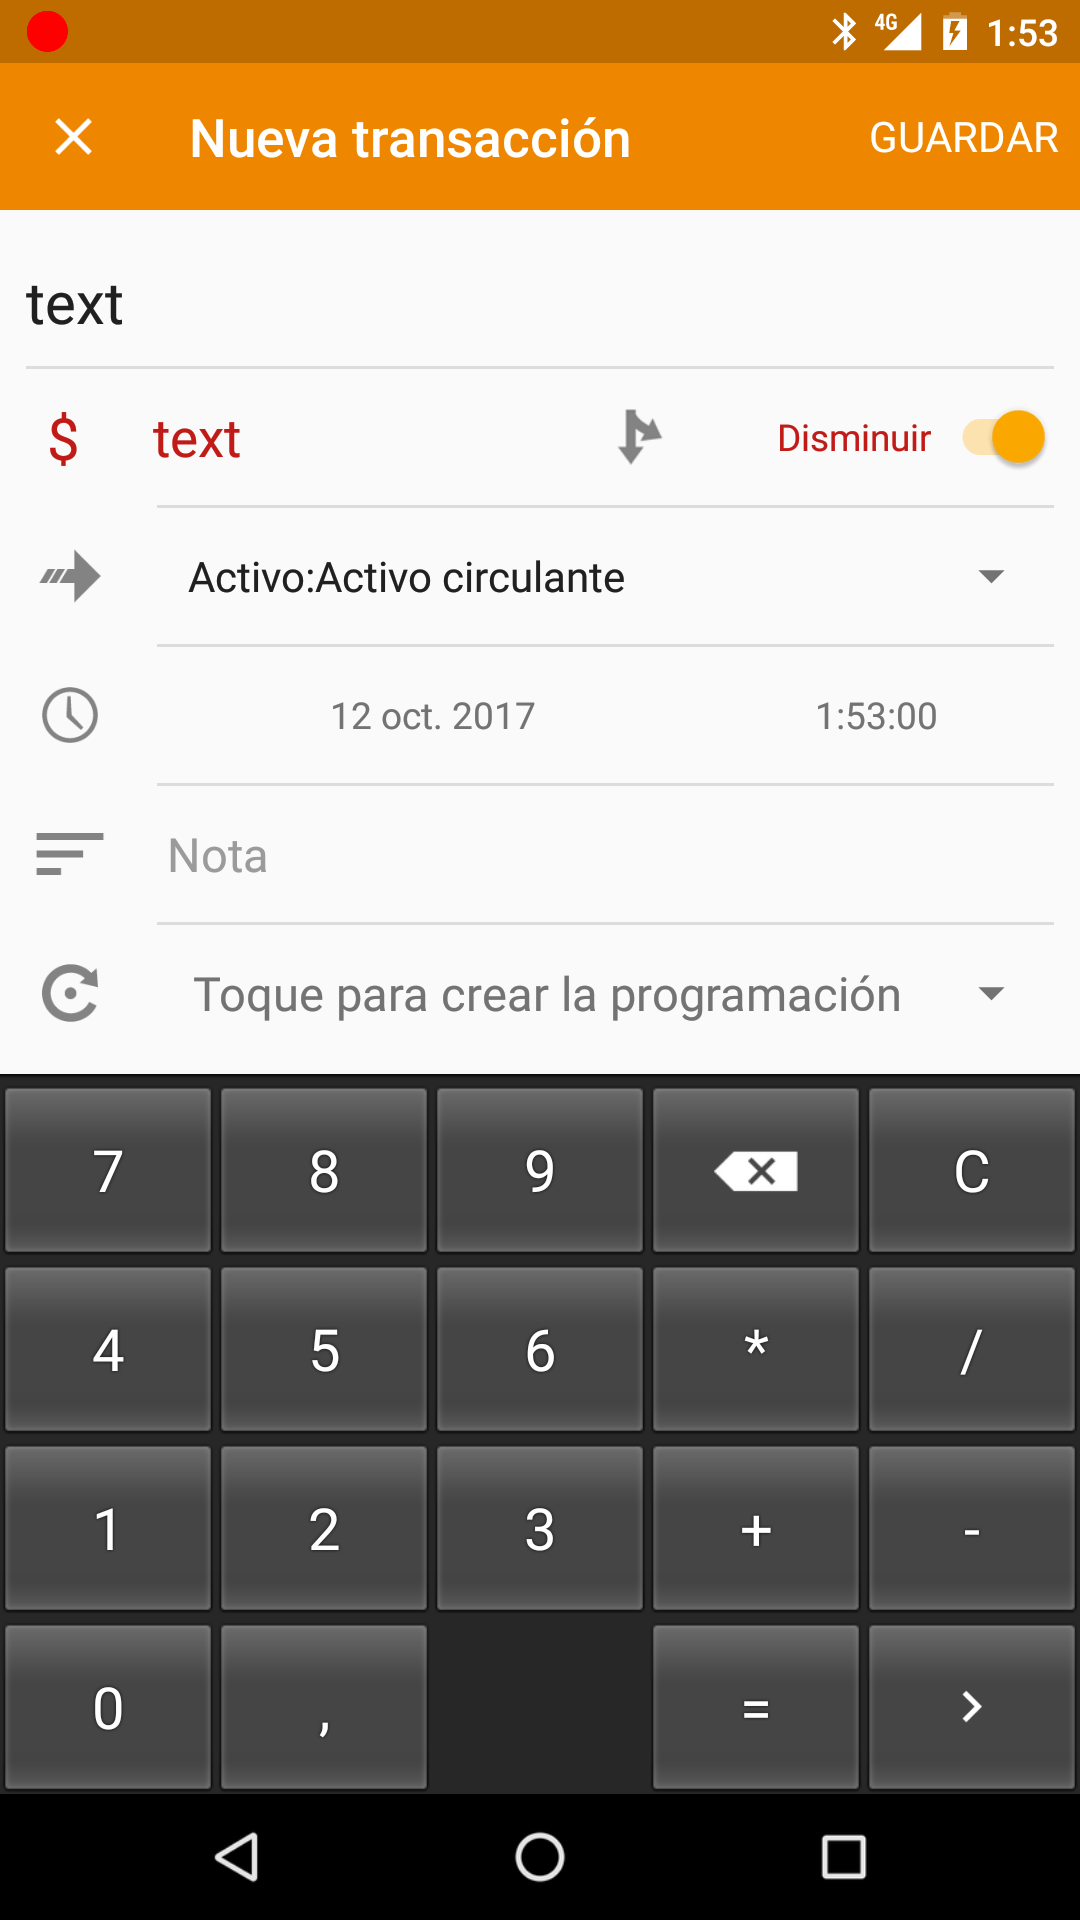 4G 1:53
Nueva transacción GUARDAR
text
$ text Disminuir
Activo:Activo circulante
12 oct. 2017 1:53:00
Nota
Toque para crear la programación
7 8 9 C
4 5 6 * /
1 2 3 + -
0 , = >